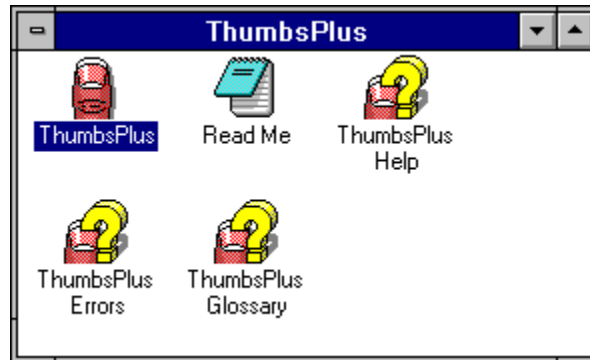 ThumbsPlus
ThumbsPlus
Read Me
ThumbsPlus
Help
ThumbsPlus
Errors
ThumbsPlus
Glossary